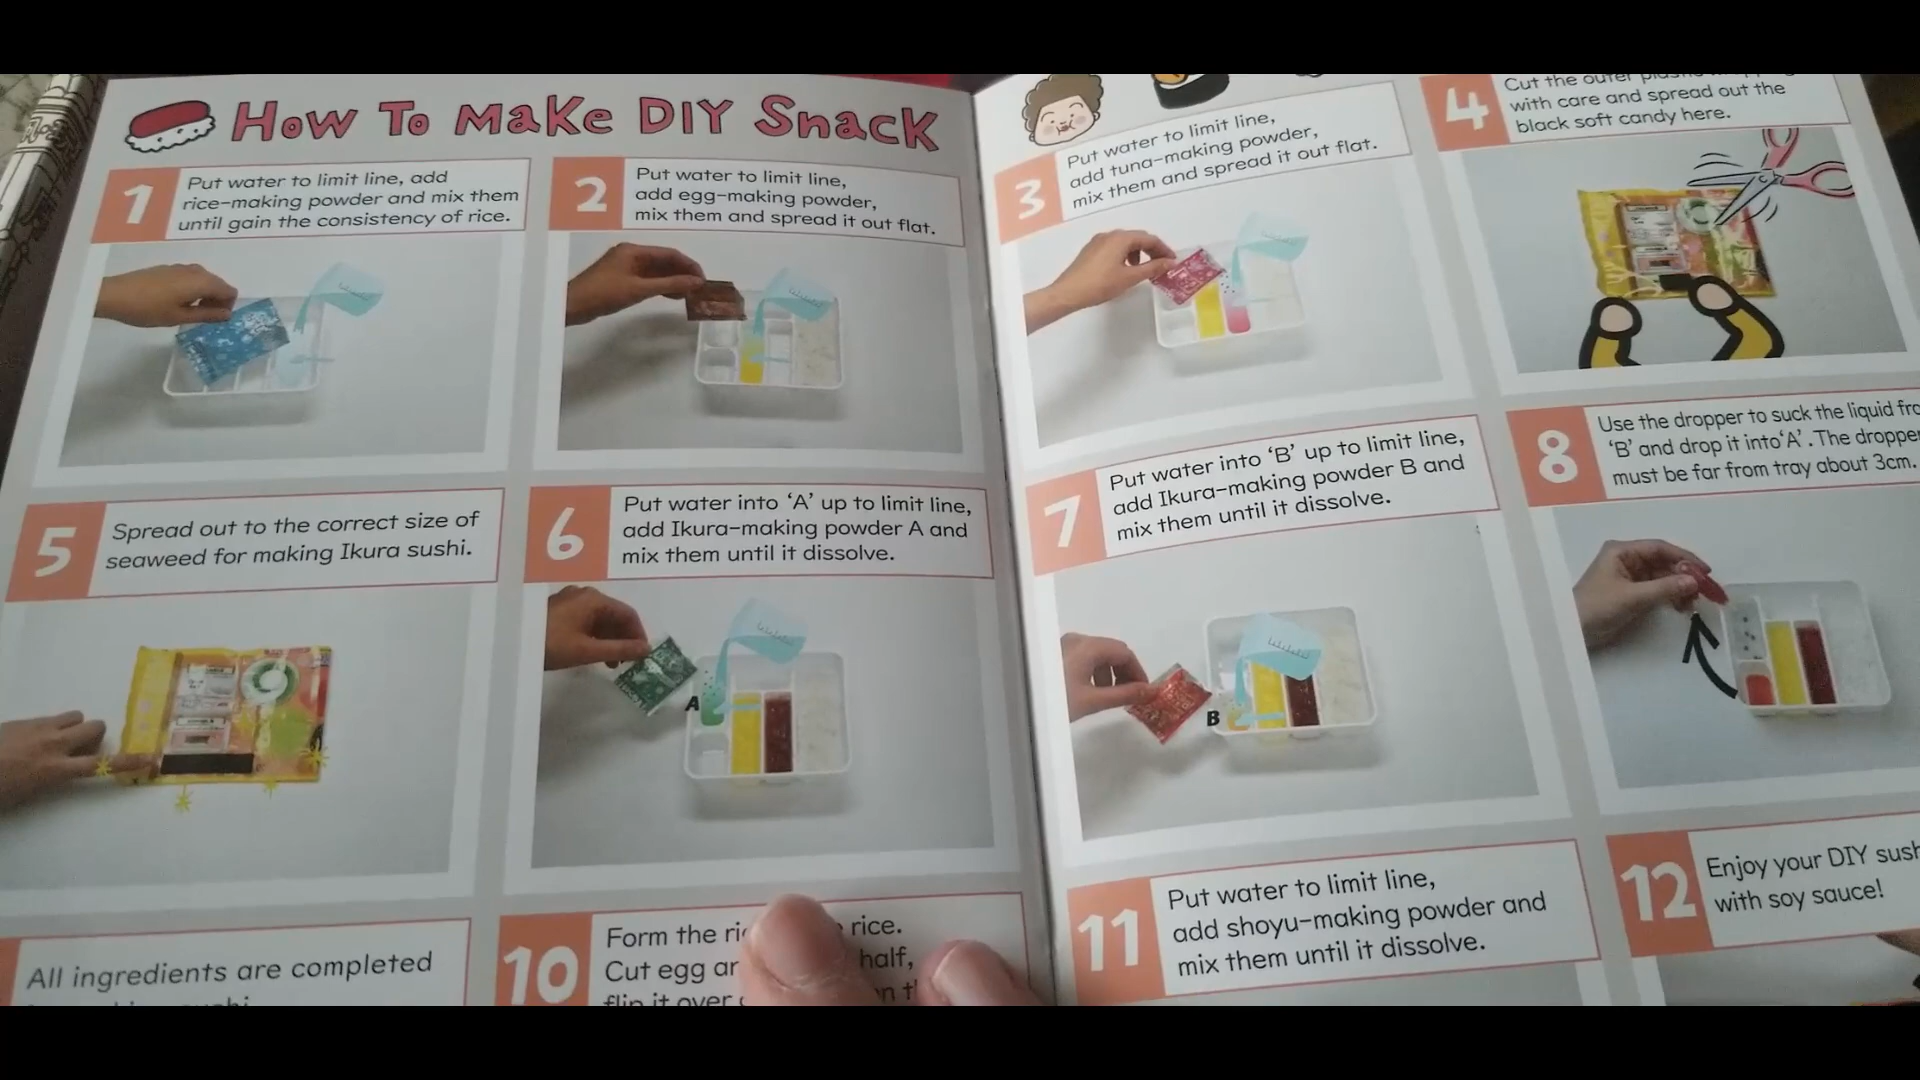 How To Make DIY Snack
1
Put water to limit line, add
rice-making powder and mix them
until gain the consistency of rice.
2
Put water to limit line,
add egg-making powder,
mix them and spread it out flat.
3
Put water to limit line,
add tuna-making powder,
mix them and spread it out flat.
4
Cut the outer
with care and spread out the
black soft candy here.
5
Spread out to the correct size of
seaweed for making Ikura sushi.
6
Put water into ‘A’ up to limit line,
add Ikura-making powder A and
mix them until it dissolve.
A
7
Put water into ‘B’ up to limit line,
add Ikura-making powder B and
mix them until it dissolve.
B
8
Use the dropper to suck the liquid
‘B’ and drop it into‘A’.The dropper
must be far from tray about 3cm.
All ingredients are completed
10
Form the rice.
Cut egg half,
flip it over
11
Put water to limit line,
add shoyu-making powder and
mix them until it dissolve.
12
Enjoy your DIY
with soy sauce!